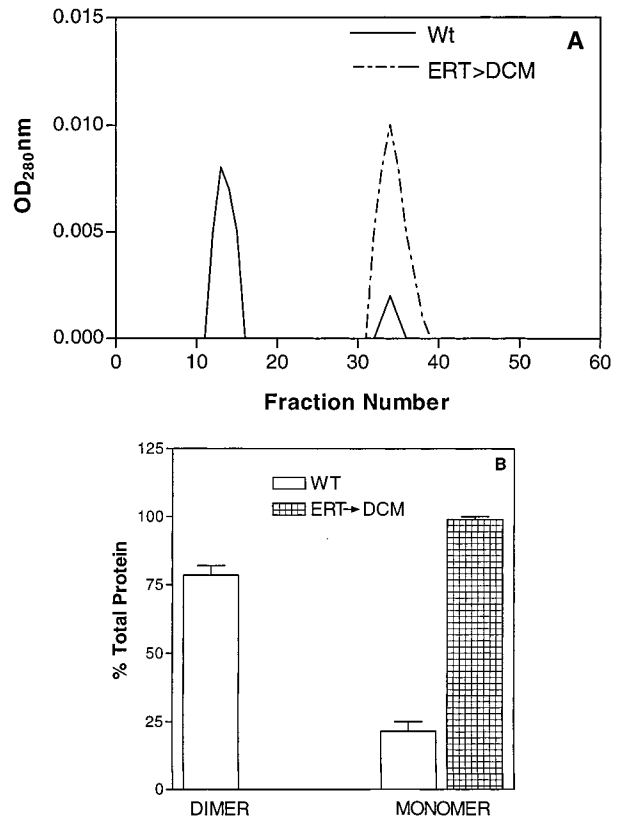 0.015
0.010
0.005
0.000
OD280nm
Wt
ERT>DCM
A
0 10 20 30 40 50 60
Fraction Number
125
100
75
50
25
0
% Total Protein
B
WT
ERT→DCM
DIMER MONOMER